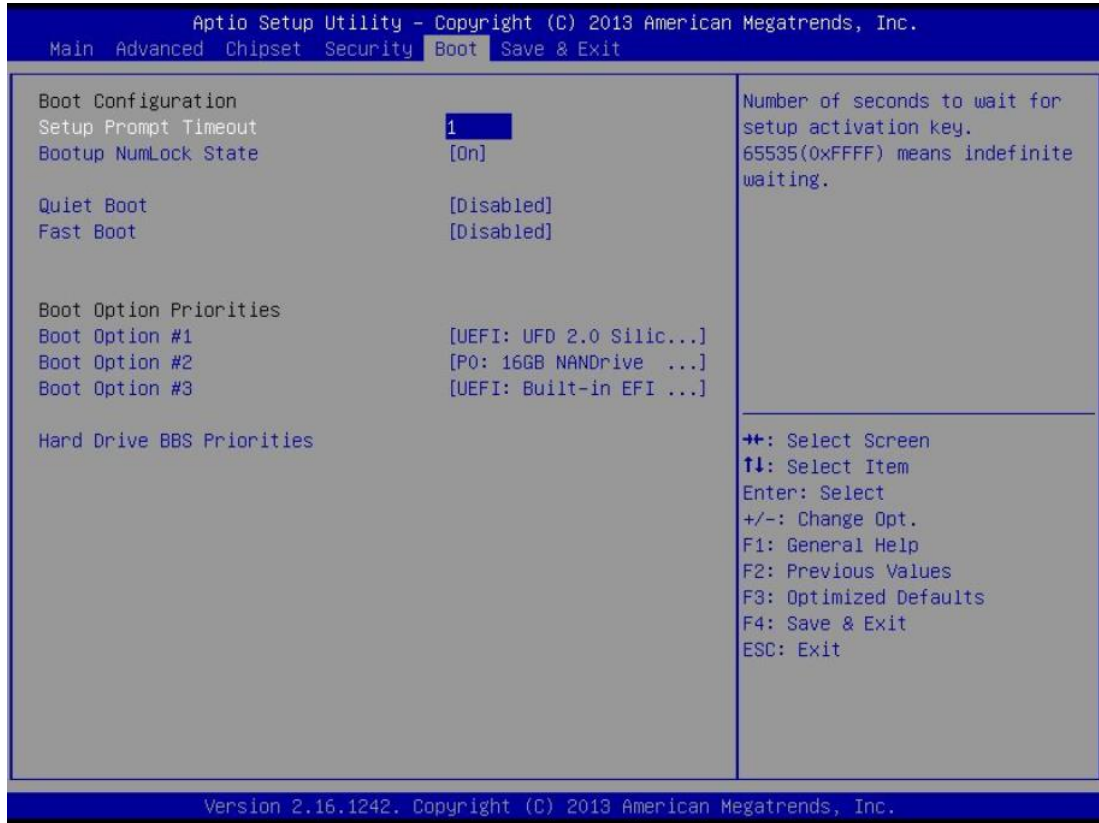 Aptio Setup Utility – Copyright (C) 2013 American Megatrends, Inc.
Main Advanced Chipset Security Boot Save & Exit
Boot Configuration
Setup Prompt Timeout 1
Bootup NumLock State [On]
Quiet Boot [Disabled]
Fast Boot [Disabled]
Boot Option Priorities
Boot Option #1 [UEFI: UFD 2.0 Silic...]
Boot Option #2 [P0: 16GB NANDrive ...]
Boot Option #3 [UEFI: Built-in EFI ...]
Hard Drive BBS Priorities
Number of seconds to wait for
setup activation key.
65535(0xFFFF) means indefinite
waiting.
→←: Select Screen
↑↓: Select Item
Enter: Select
+/-: Change Opt.
F1: General Help
F2: Previous Values
F3: Optimized Defaults
F4: Save & Exit
ESC: Exit
Version 2.16.1242. Copyright (C) 2013 American Megatrends, Inc.